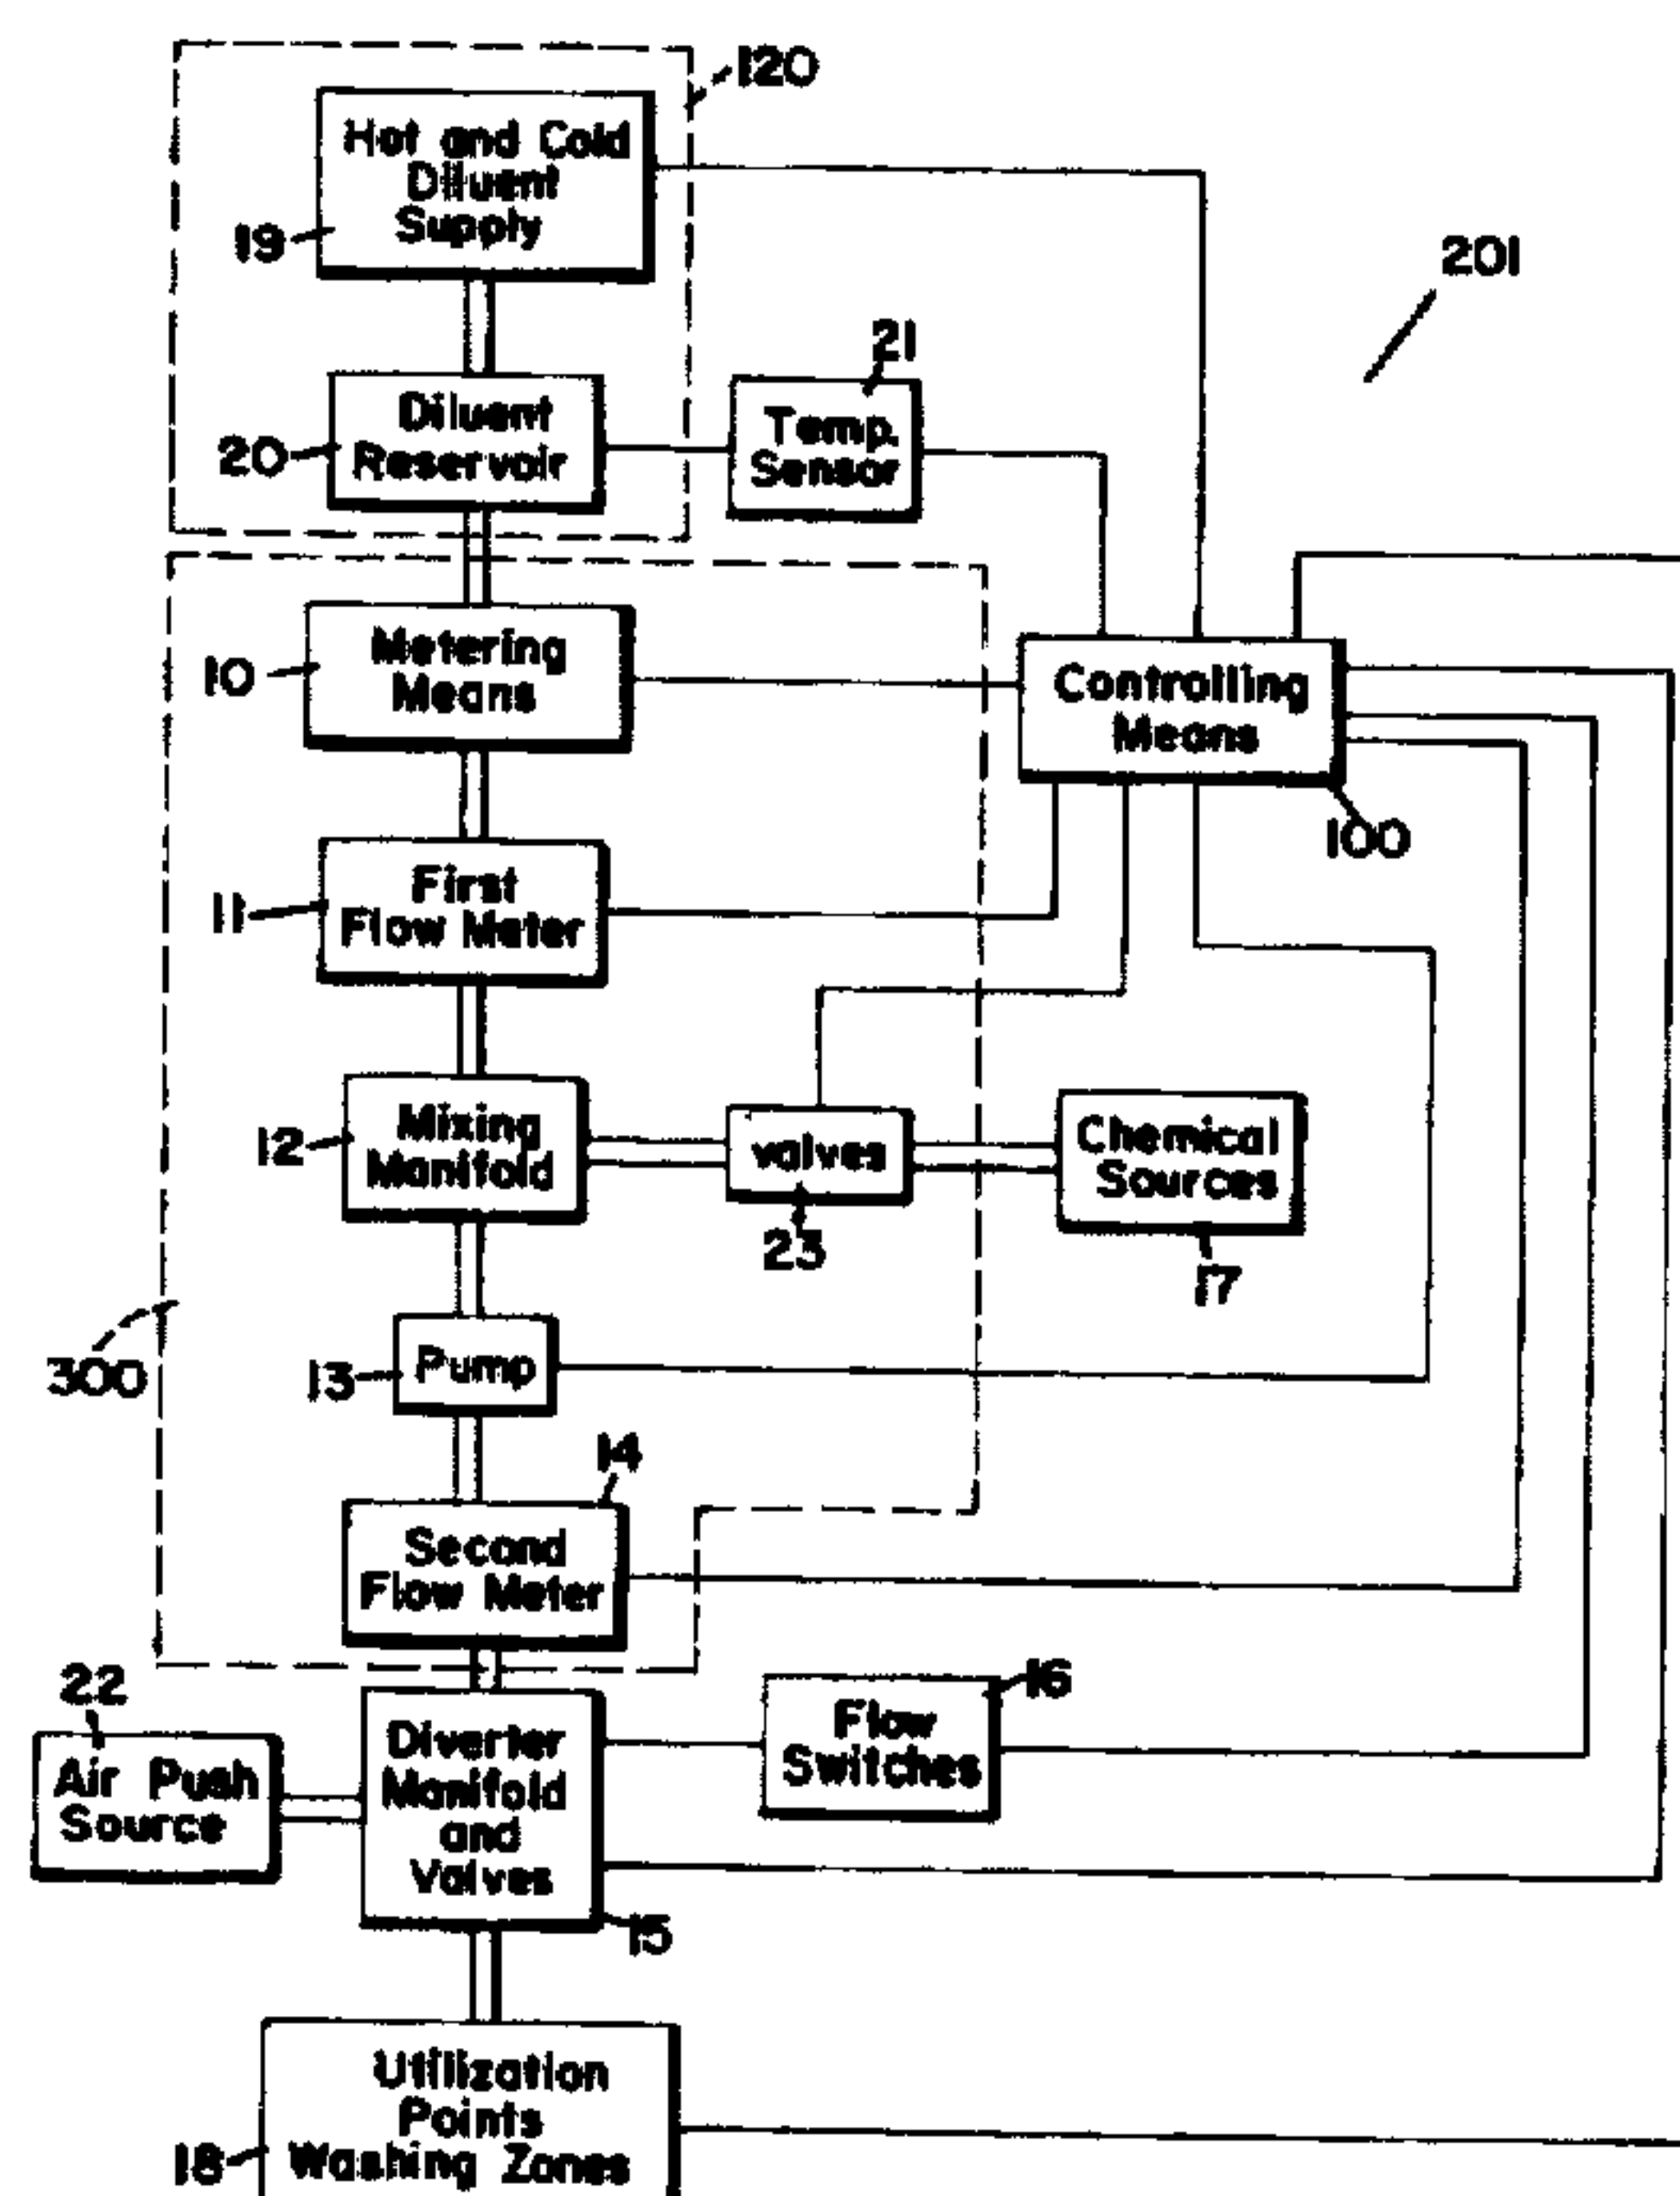 120
Hot and Cold
Diluent
Supply
19
201
21
Diluent
Reservoir
20
Temp.
Sensor
Metering
Means
10
Controlling
Means
100
First
Flow Meter
11
Mixing
Manifold
12
valves
23
Chemical
Sources
17
300
Pump
13
14
Second
Flow Meter
22
Air Push
Source
Diverter
Manifold
and
Valves
15
Flow
Switches
16
Utilization
Points
Washing Zones
18